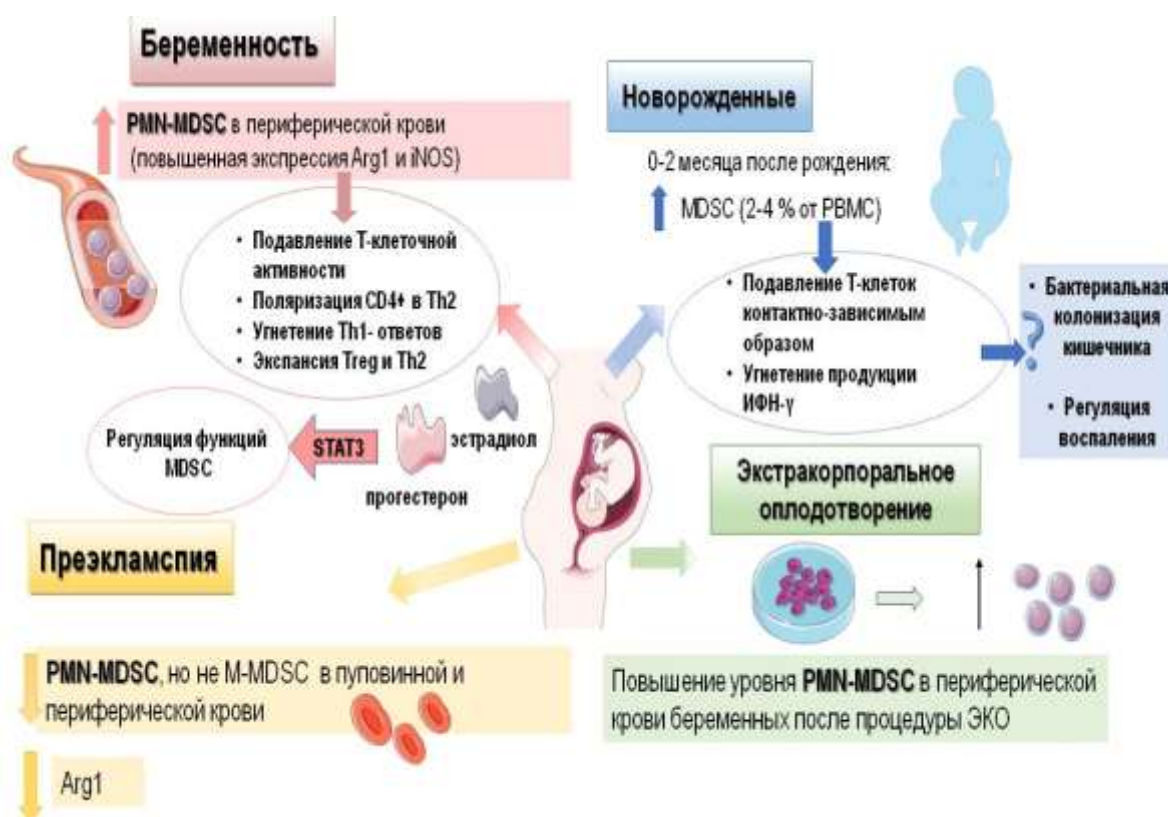 Беременность
PMN-MDSC в периферической крови
(повышенная экспрессия Arg1 и iNOS)
• Подавление Т-клеточной
активности
• Поляризация CD4+ в Th2
• Угнетение Th1- ответов
• Экспансия Treg и Th2
Регуляция функций
MDSC
STAT3
эстрадиол
прогестерон
Новорожденные
0-2 месяца после рождения:
MDSC (2-4 % от PBMC)
• Подавление Т-клеток
контактно-зависимым
образом
• Угнетение продукции
ИФН-γ
?
• Бактериальная
колонизация
кишечника
• Регуляция
воспаления
Преэклампсия
PMN-MDSC, но не M-MDSC в пуповинной и
периферической крови
Arg1
Экстракорпоральное
оплодотворение
Повышение уровня PMN-MDSC в периферической
крови беременных после процедуры ЭКО